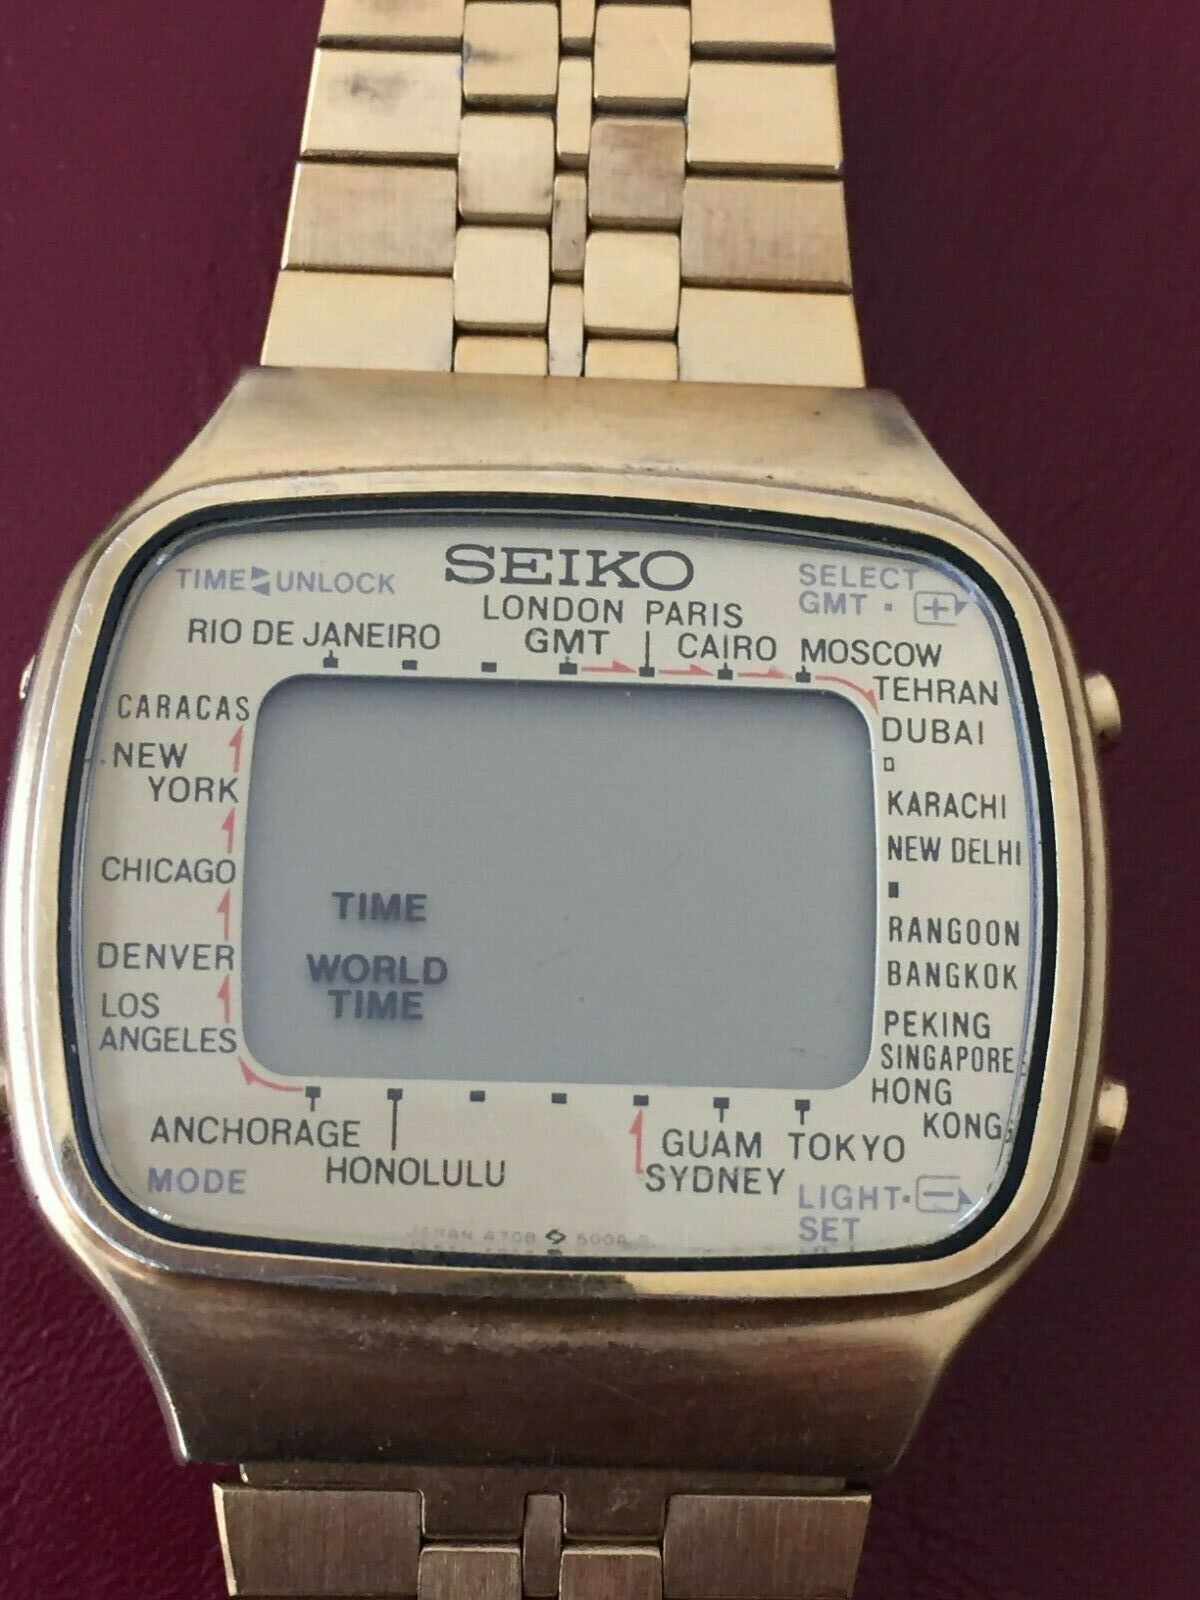 SEIKO
TIME UNLOCK
SELECT
GMT
LONDON PARIS
RIO DE JANEIRO
GMT
CAIRO
MOSCOW
TEHRAN
CARACAS
DUBAI
NEW
YORK
KARACHI
NEW DELHI
CHICAGO
TIME
RANGOON
DENVER
WORLD
TIME
BANGKOK
LOS
ANGELES
PEKING
SINGAPORE
HONG
KONG
ANCHORAGE
GUAM
TOKYO
HONOLULU
SYDNEY
MODE
LIGHT
SET
JAPAN